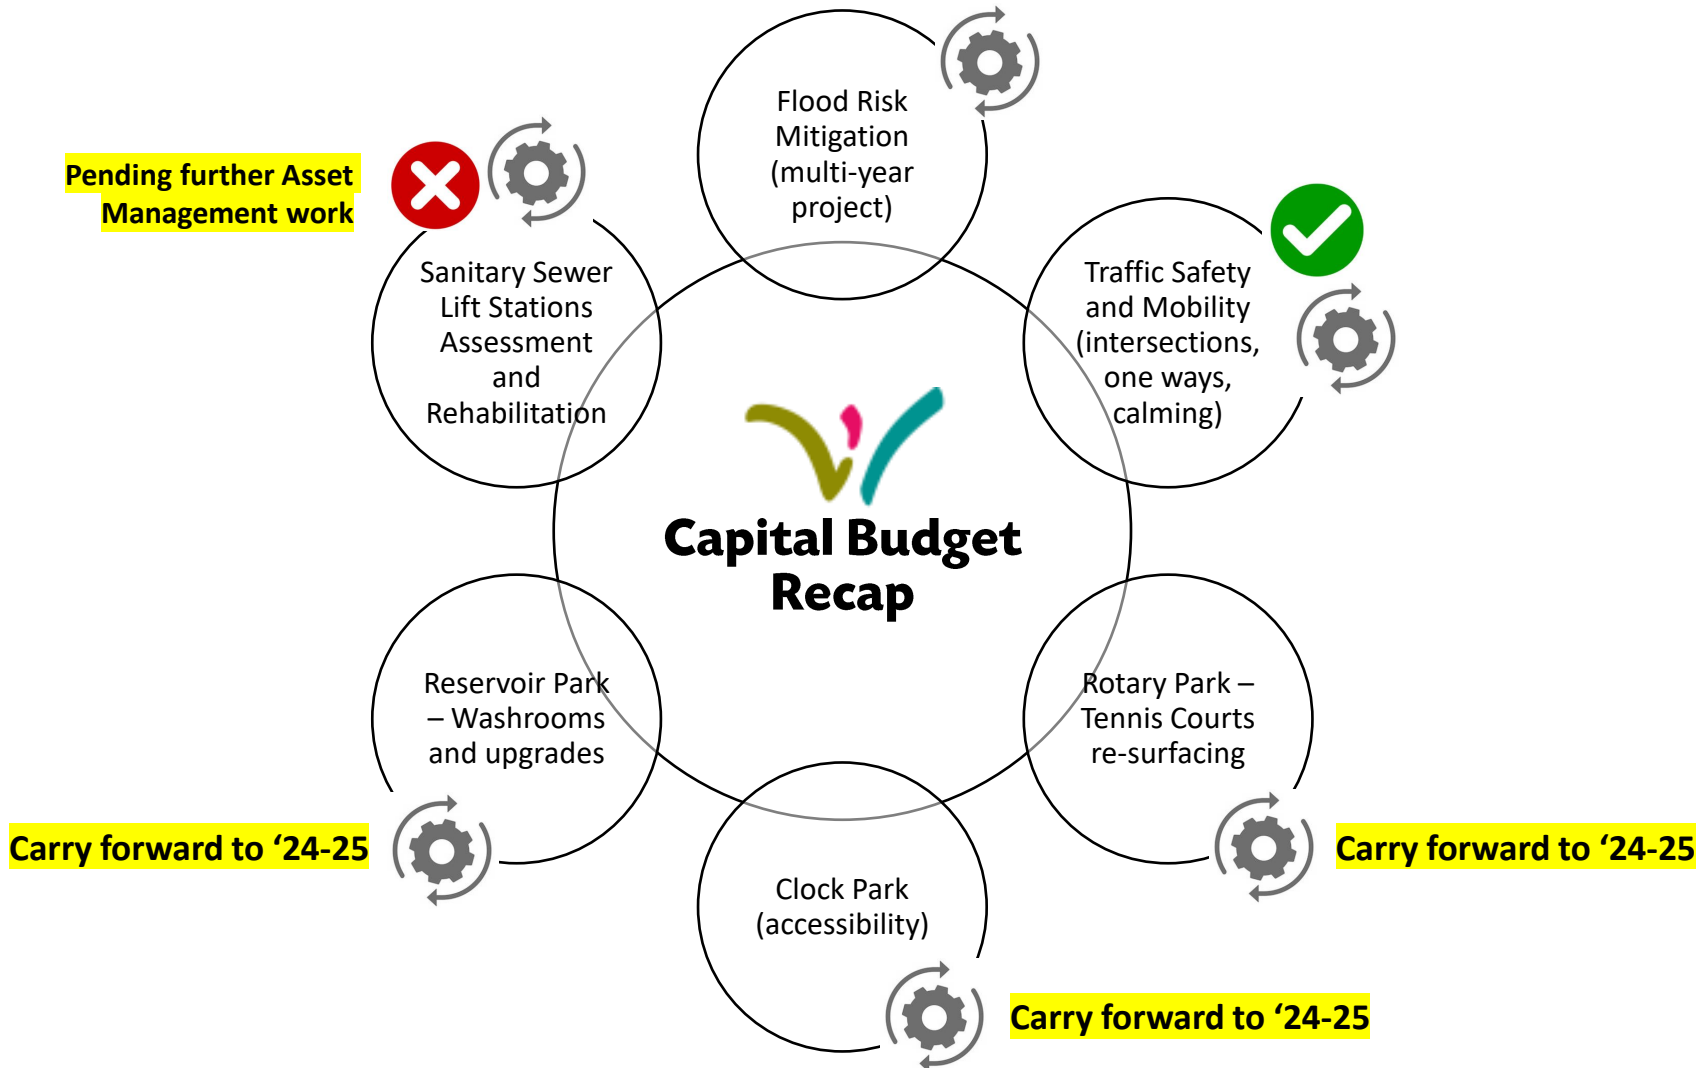 Flood Risk
Mitigation
(multi-year
project)
Pending further Asset
Management work
Sanitary Sewer
Lift Stations
Assessment
and
Rehabilitation
Traffic Safety
and Mobility
(intersections,
one ways,
calming)
Capital Budget
Recap
Reservoir Park
– Washrooms
and upgrades
Rotary Park –
Tennis Courts
re-surfacing
Carry forward to ‘24-25
Carry forward to ‘24-25
Clock Park
(accessibility)
Carry forward to ‘24-25